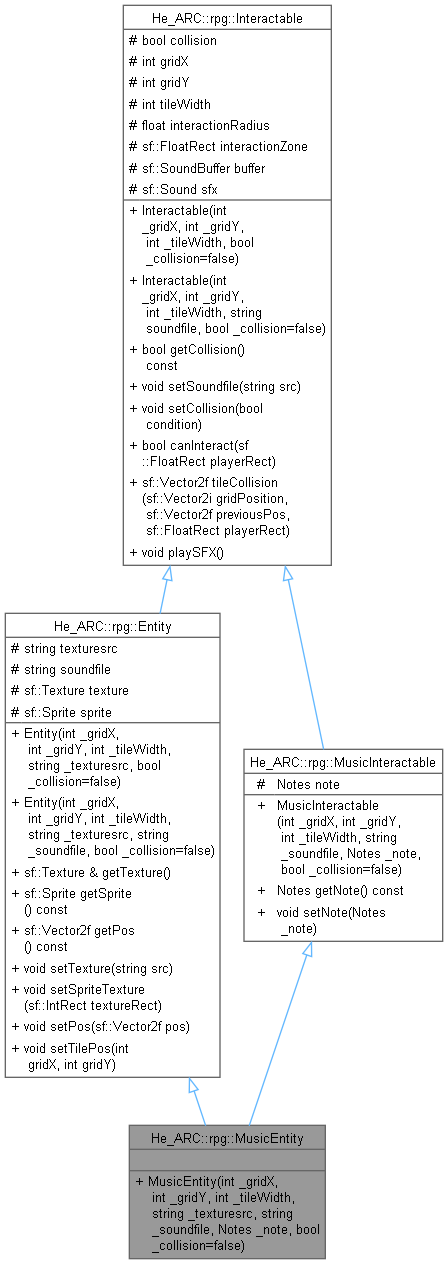 He_ARC::rpg::Interactable
# bool collision
# int gridX
# int gridY
# int tileWidth
# float interactionRadius
# sf::FloatRect interactionZone
# sf::SoundBuffer buffer
# sf::Sound sfx
+ Interactable(int
_gridX, int _gridY,
int _tileWidth, bool
_collision=false)
+ Interactable(int
_gridX, int _gridY,
int _tileWidth, string
soundfile, bool _collision=false)
+ bool getCollision()
const
+ void setSoundfile(string src)
+ void setCollision(bool
condition)
+ bool canInteract(sf
::FloatRect playerRect)
+ sf::Vector2f tileCollision
(sf::Vector2i gridPosition,
sf::Vector2f previousPos,
sf::FloatRect playerRect)
+ void playSFX()
He_ARC::rpg::Entity
# string texturesrc
# string soundfile
# sf::Texture texture
# sf::Sprite sprite
+ Entity(int _gridX,
int _gridY, int _tileWidth,
string _texturesrc, bool
_collision=false)
+ Entity(int _gridX,
int _gridY, int _tileWidth,
string _texturesrc, string
_soundfile, bool _collision=false)
+ sf::Texture & getTexture()
+ sf::Sprite getSprite
() const
+ sf::Vector2f getPos
() const
+ void setTexture(string src)
+ void setSpriteTexture
(sf::IntRect textureRect)
+ void setPos(sf::Vector2f pos)
+ void setTilePos(int
gridX, int gridY)
He_ARC::rpg::MusicInteractable
# Notes note
+ MusicInteractable
(int _gridX, int _gridY,
int _tileWidth, string
_soundfile, Notes _note,
bool _collision=false)
+ Notes getNote() const
+ void setNote(Notes
_note)
He_ARC::rpg::MusicEntity
+ MusicEntity(int _gridX,
int _gridY, int _tileWidth,
string _texturesrc, string
_soundfile, Notes _note, bool
_collision=false)